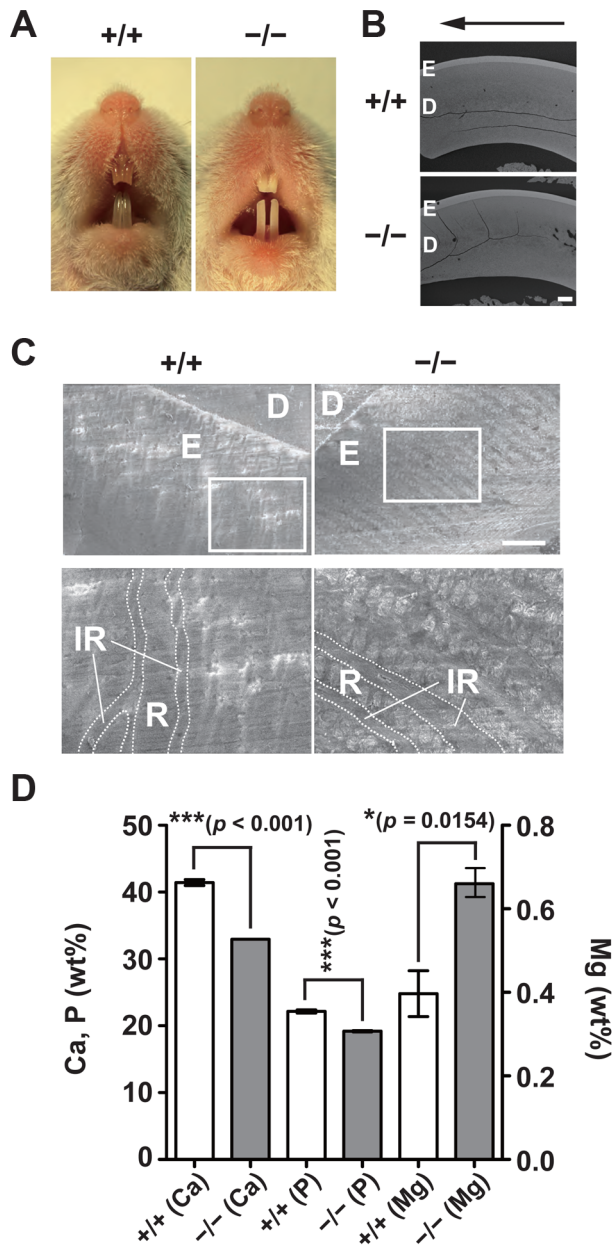 A
+/+
−/−
B
E
D
+/+
E
D
−/−
C
+/+
−/−
D
E
D
E
IR
R
R
IR
D
***(p < 0.001)
***(p < 0.001)
*(p = 0.0154)
Ca, P (wt%)
50
40
30
20
10
0
0.8
0.6
0.4
0.2
0.0
Mg (wt%)
+/+ (Ca)
−/− (Ca)
+/+ (P)
−/− (P)
+/+ (Mg)
−/− (Mg)